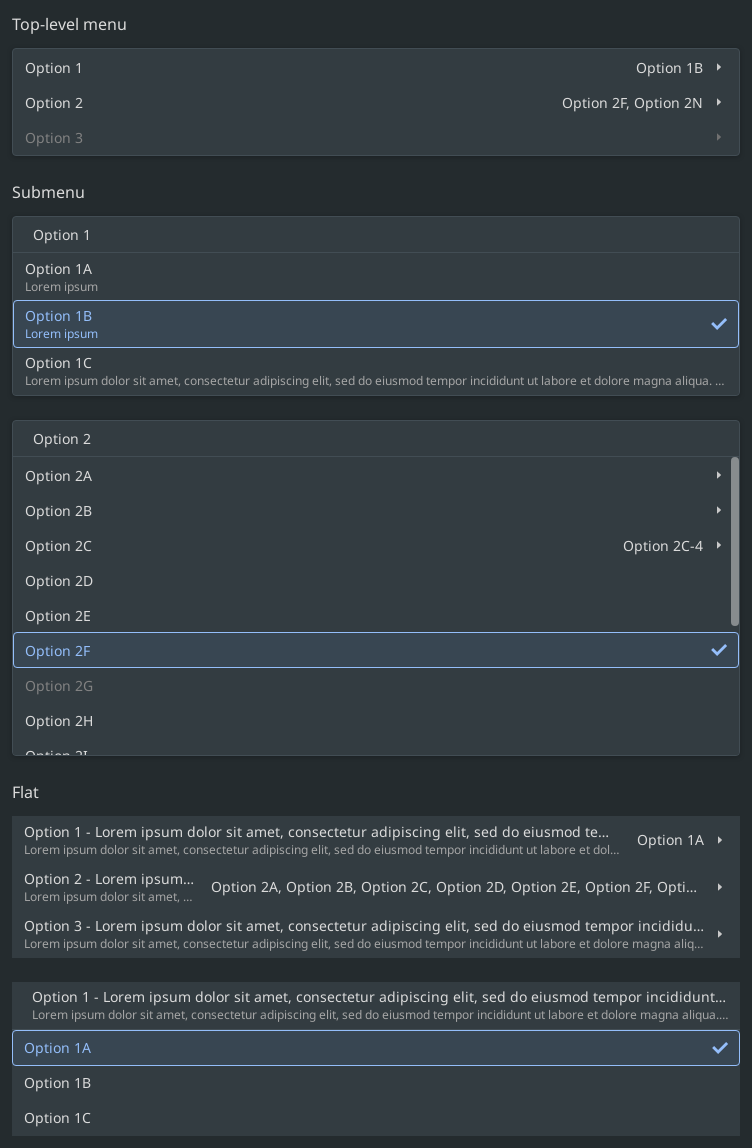 Top-level menu
Option 1 Option 1B
Option 2 Option 2F, Option 2N
Option 3
Submenu
Option 1
Option 1A
Lorem ipsum
Option 1B
Lorem ipsum
Option 1C
Lorem ipsum dolor sit amet, consectetur adipiscing elit, sed do eiusmod tempor incididunt ut labore et dolore magna aliqua. ...
Option 2
Option 2A
Option 2B
Option 2C Option 2C-4
Option 2D
Option 2E
Option 2F
Option 2G
Option 2H
Option 2I
Flat
Option 1 - Lorem ipsum dolor sit amet, consectetur adipiscing elit, sed do eiusmod te... Option 1A
Lorem ipsum dolor sit amet, consectetur adipiscing elit, sed do eiusmod tempor incididunt ut labore et dol...
Option 2 - Lorem ipsum... Option 2A, Option 2B, Option 2C, Option 2D, Option 2E, Option 2F, Opti...
Lorem ipsum dolor sit amet, ...
Option 3 - Lorem ipsum dolor sit amet, consectetur adipiscing elit, sed do eiusmod tempor incididu...
Lorem ipsum dolor sit amet, consectetur adipiscing elit, sed do eiusmod tempor incididunt ut labore et dolore magna aliq...
Option 1 - Lorem ipsum dolor sit amet, consectetur adipiscing elit, sed do eiusmod tempor incididunt...
Lorem ipsum dolor sit amet, consectetur adipiscing elit, sed do eiusmod tempor incididunt ut labore et dolore magna aliqua....
Option 1A
Option 1B
Option 1C